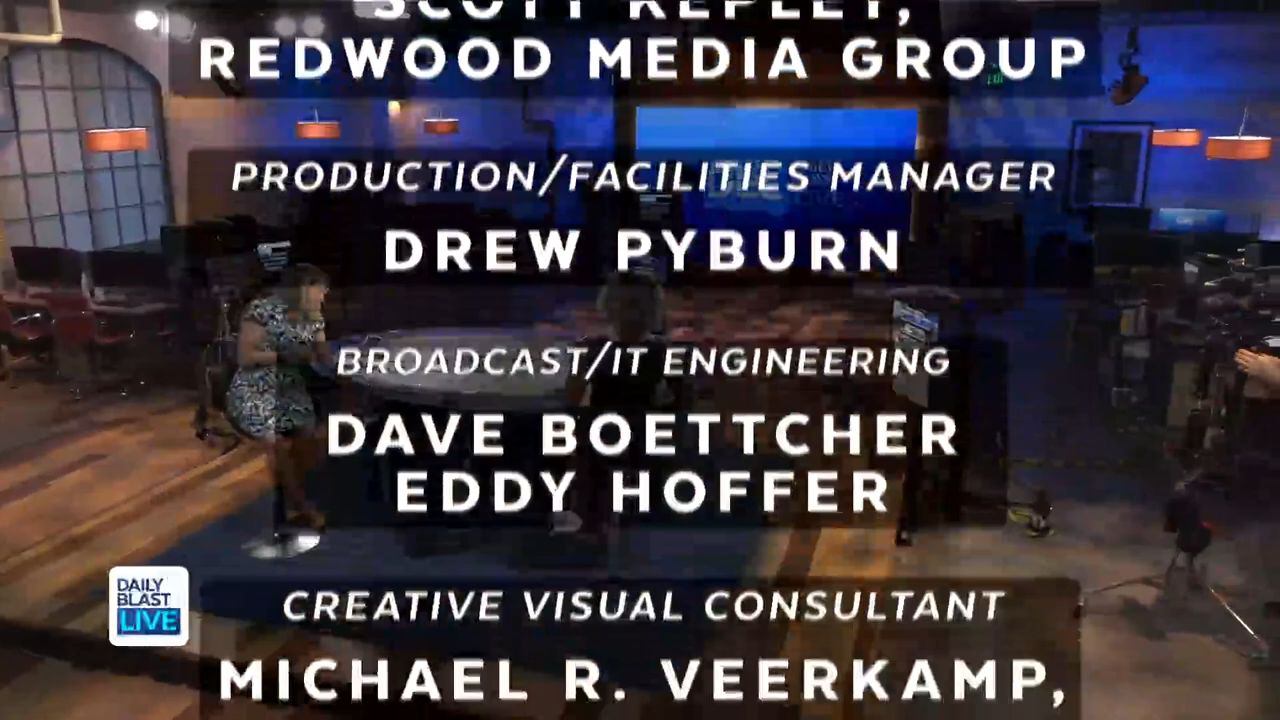 REDWOOD MEDIA GROUP
PRODUCTION/FACILITIES MANAGER
DREW PYBURN
BROADCAST/IT ENGINEERING
DAVE BOETTCHER
EDDY HOFFER
DAILY
BLAST
LIVE
CREATIVE VISUAL CONSULTANT
MICHAEL R. VEERKAMP,